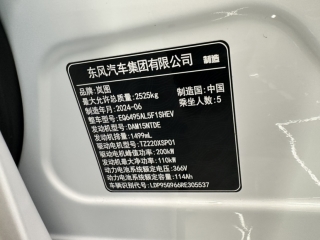 东风汽车集团有限公司 制造
品牌：岚图 制造国：中国
最大允许总质量：2525kg 乘坐人数：5
制造年月：2024-06
整车型号：EQ6495AL5F1SHEV
发动机型号：DAM15NTDE
发动机排量：1499mL
驱动电机型号：TZ220XSP01
驱动电机峰值功率：200kW
发动机最大净功率：110kW
动力电池系统额定电压：366V
动力电池系统额定容量：114Ah
车辆识别代号：LDP95G966RE305537